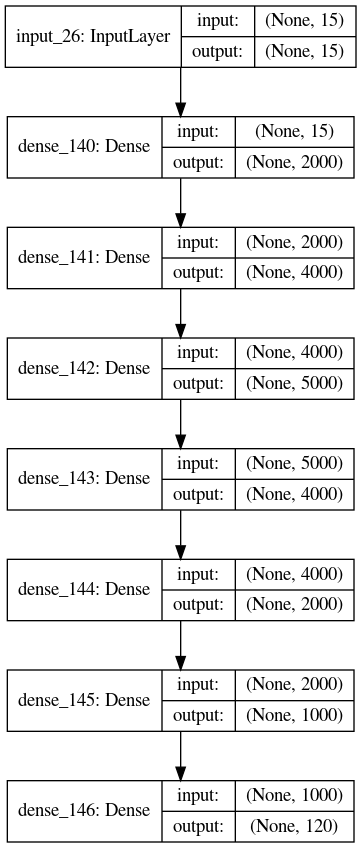 input_26: InputLayer
input: (None, 15)
output: (None, 15)
dense_140: Dense
input: (None, 15)
output: (None, 2000)
dense_141: Dense
input: (None, 2000)
output: (None, 4000)
dense_142: Dense
input: (None, 4000)
output: (None, 5000)
dense_143: Dense
input: (None, 5000)
output: (None, 4000)
dense_144: Dense
input: (None, 4000)
output: (None, 2000)
dense_145: Dense
input: (None, 2000)
output: (None, 1000)
dense_146: Dense
input: (None, 1000)
output: (None, 120)